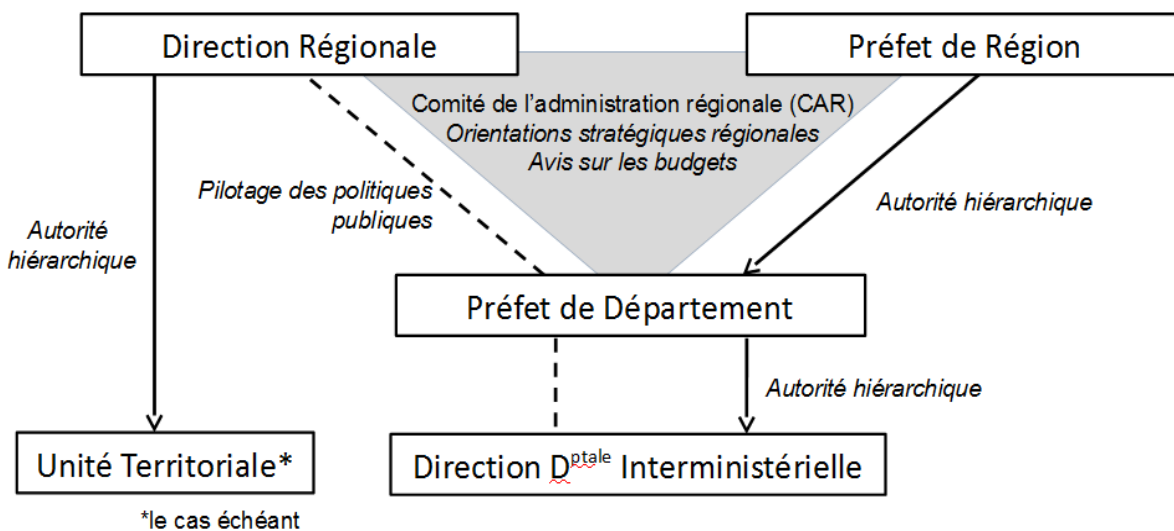 Direction Régionale
Préfet de Région
Comité de l'administration régionale (CAR)
Orientations stratégiques régionales
Avis sur les budgets
Pilotage des politiques
publiques
Autorité
hiérarchique
Autorité hiérarchique
Préfet de Département
Autorité hiérarchique
Unité Territoriale*
Direction Dptale Interministérielle
*le cas échéant